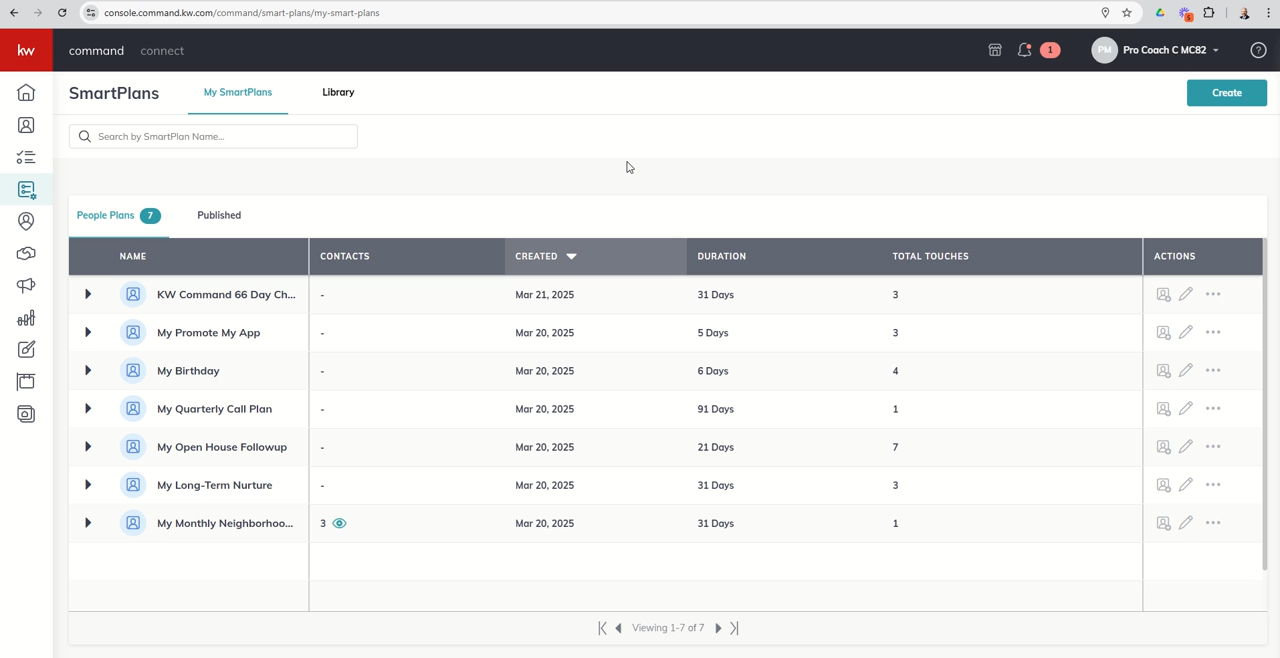 console.command.kw.com/command/smart-plans/my-smart-plans
5
kw command connect 1 PM Pro Coach C MC82 ?
SmartPlans My SmartPlans Library Create
Search by SmartPlan Name...
People Plans 7 Published
NAME CONTACTS CREATED DURATION TOTAL TOUCHES ACTIONS
KW Command 66 Day Ch... - Mar 21, 2025 31 Days 3
My Promote My App - Mar 20, 2025 5 Days 3
My Birthday - Mar 20, 2025 6 Days 4
My Quarterly Call Plan - Mar 20, 2025 91 Days 1
My Open House Followup - Mar 20, 2025 21 Days 7
My Long-Term Nurture - Mar 20, 2025 31 Days 3
My Monthly Neighborhoo... 3 Mar 20, 2025 31 Days 1
Viewing 1-7 of 7